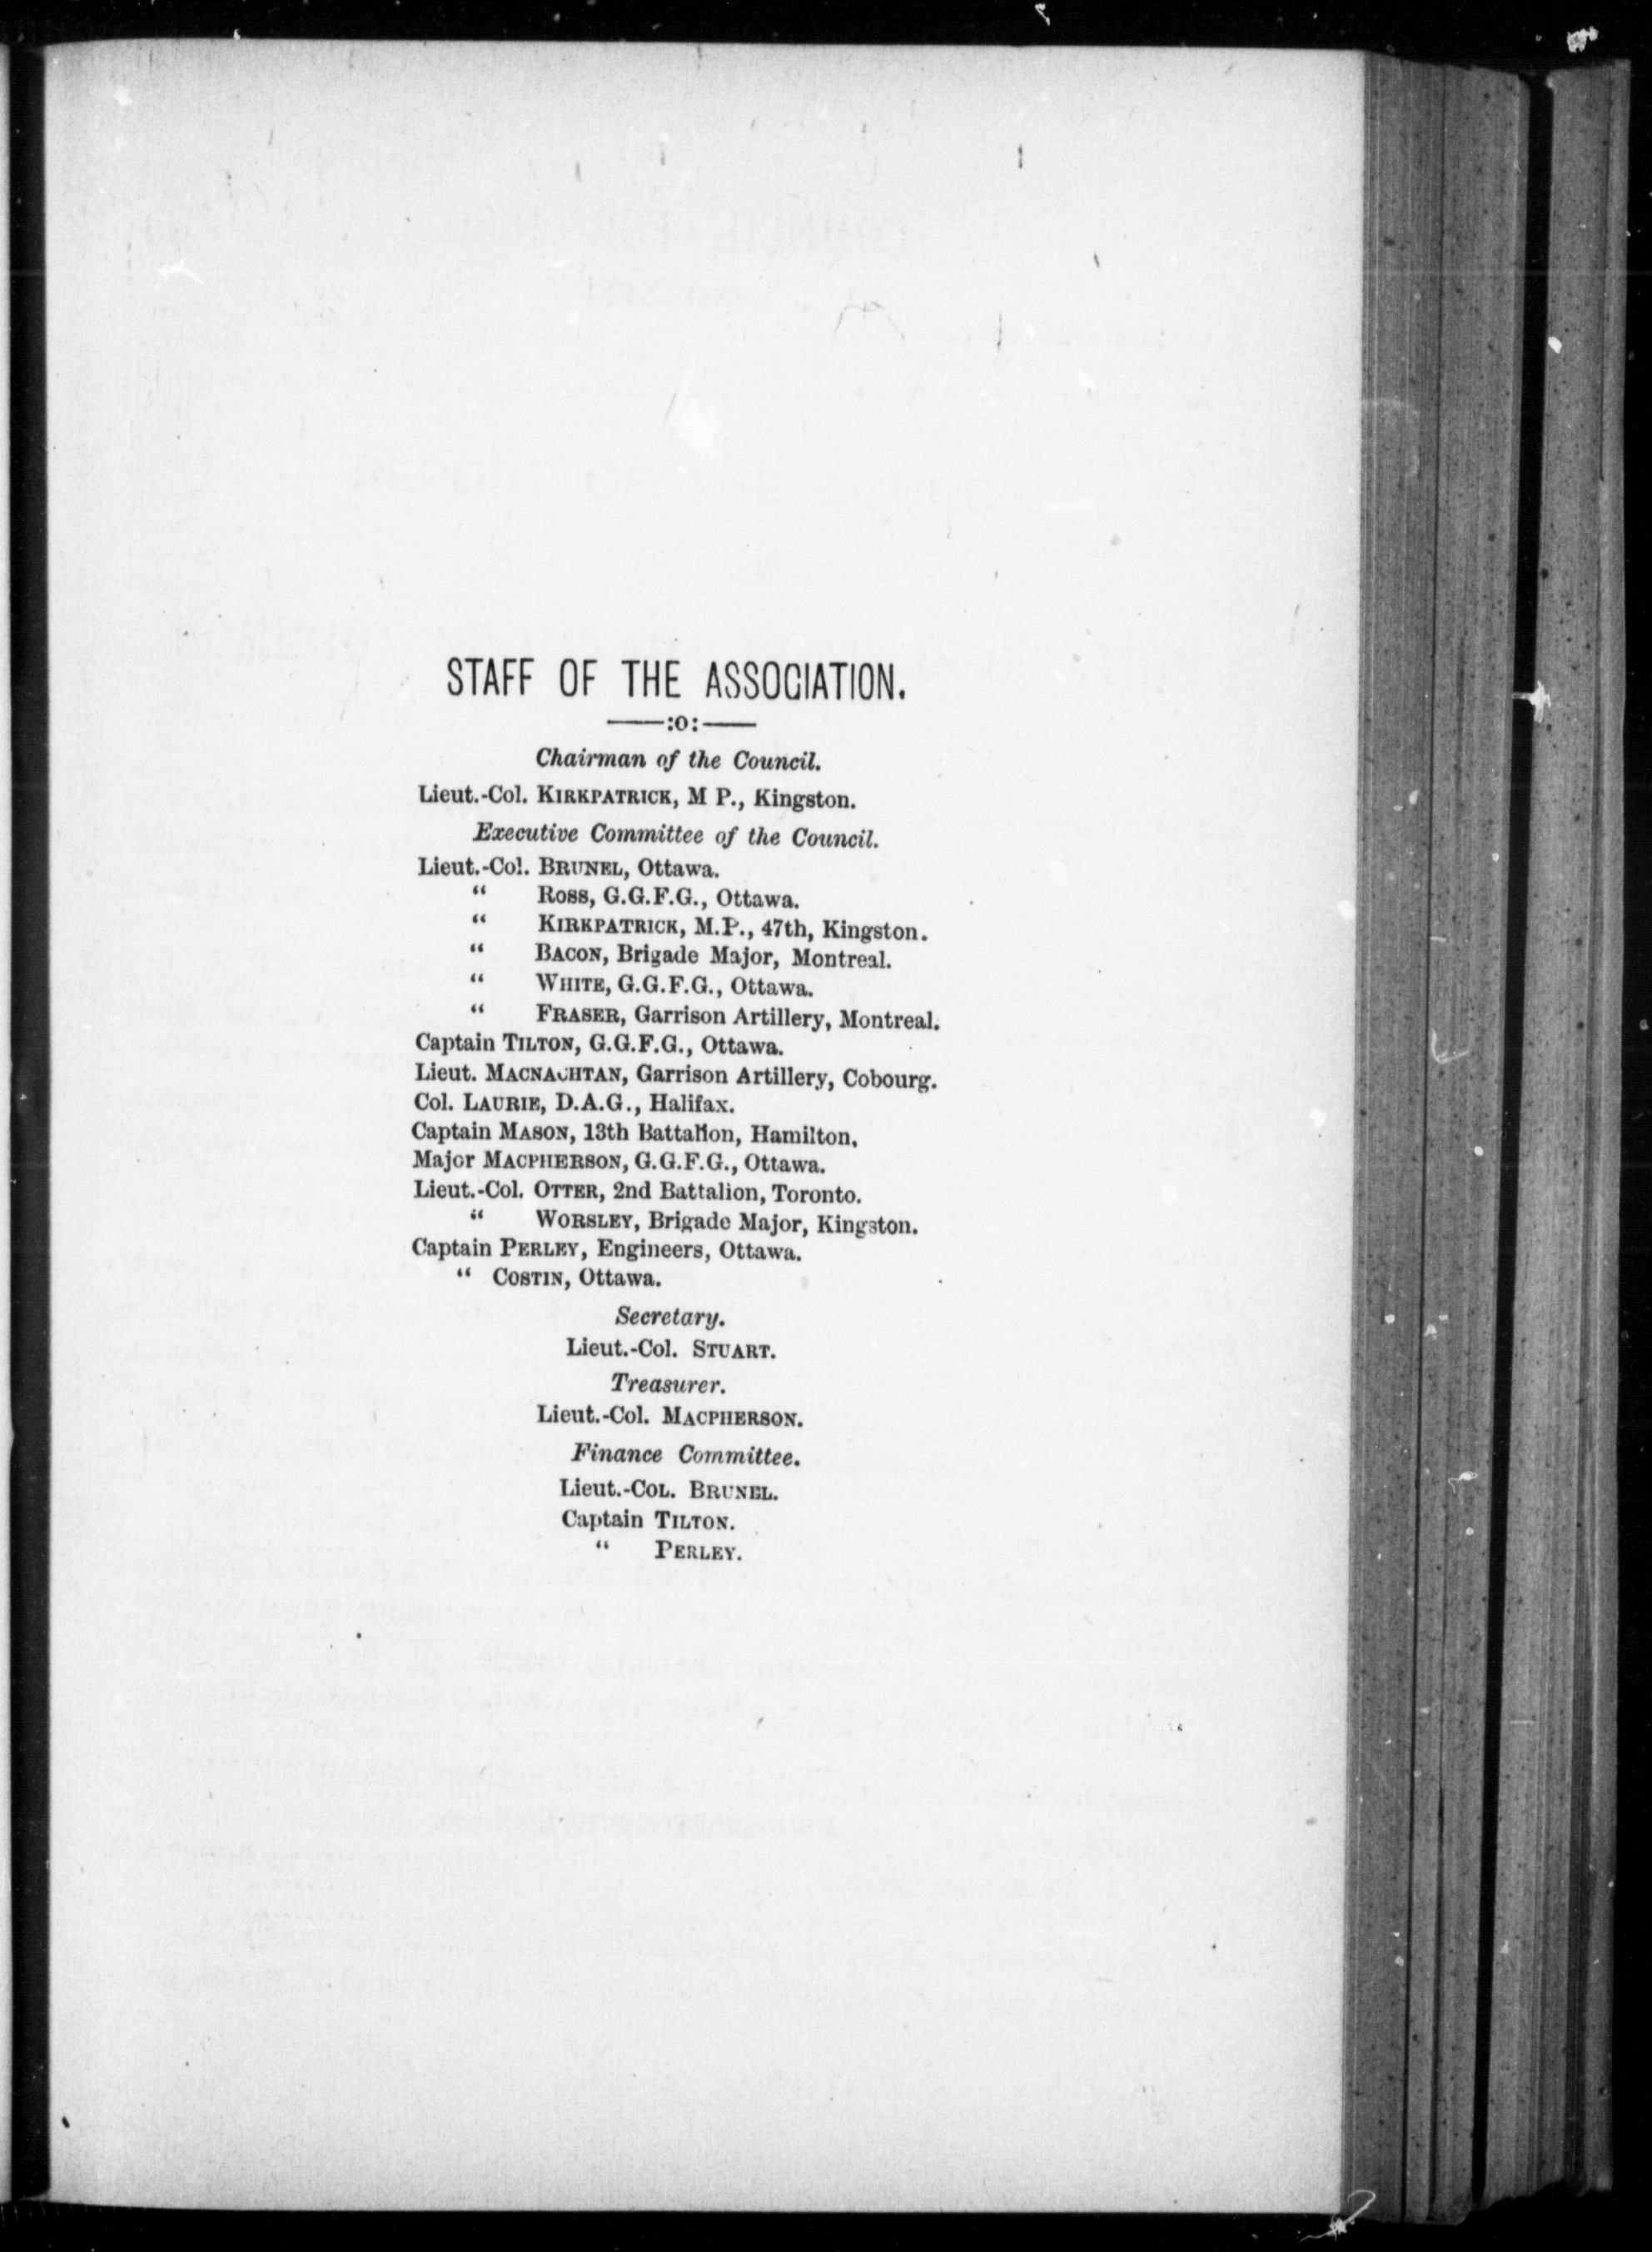 STAFF OF THE ASSOCIATION.
——:o:——
Chairman of the Council.
Lieut.-Col. KIRKPATRICK, M P., Kingston.
Executive Committee of the Council.
Lieut.-Col. BRUNEL, Ottawa.
“ ROSS, G.G.F.G., Ottawa.
“ KIRKPATRICK, M.P., 47th, Kingston.
“ BACON, Brigade Major, Montreal.
“ WHITE, G.G.F.G., Ottawa.
“ FRASER, Garrison Artillery, Montreal.
Captain TILTON, G.G.F.G., Ottawa.
Lieut. MACNACHTAN, Garrison Artillery, Cobourg.
Col. LAURIE, D.A.G., Halifax.
Captain MASON, 13th Battalion, Hamilton.
Major MACPHERSON, G.G.F.G., Ottawa.
Lieut.-Col. OTTER, 2nd Battalion, Toronto.
“ WORSLEY, Brigade Major, Kingston.
Captain PERLEY, Engineers, Ottawa.
“ COSTIN, Ottawa.
Secretary.
Lieut.-Col. STUART.
Treasurer.
Lieut.-Col. MACPHERSON.
Finance Committee.
Lieut.-COL. BRUNEL.
Captain TILTON.
“ PERLEY.